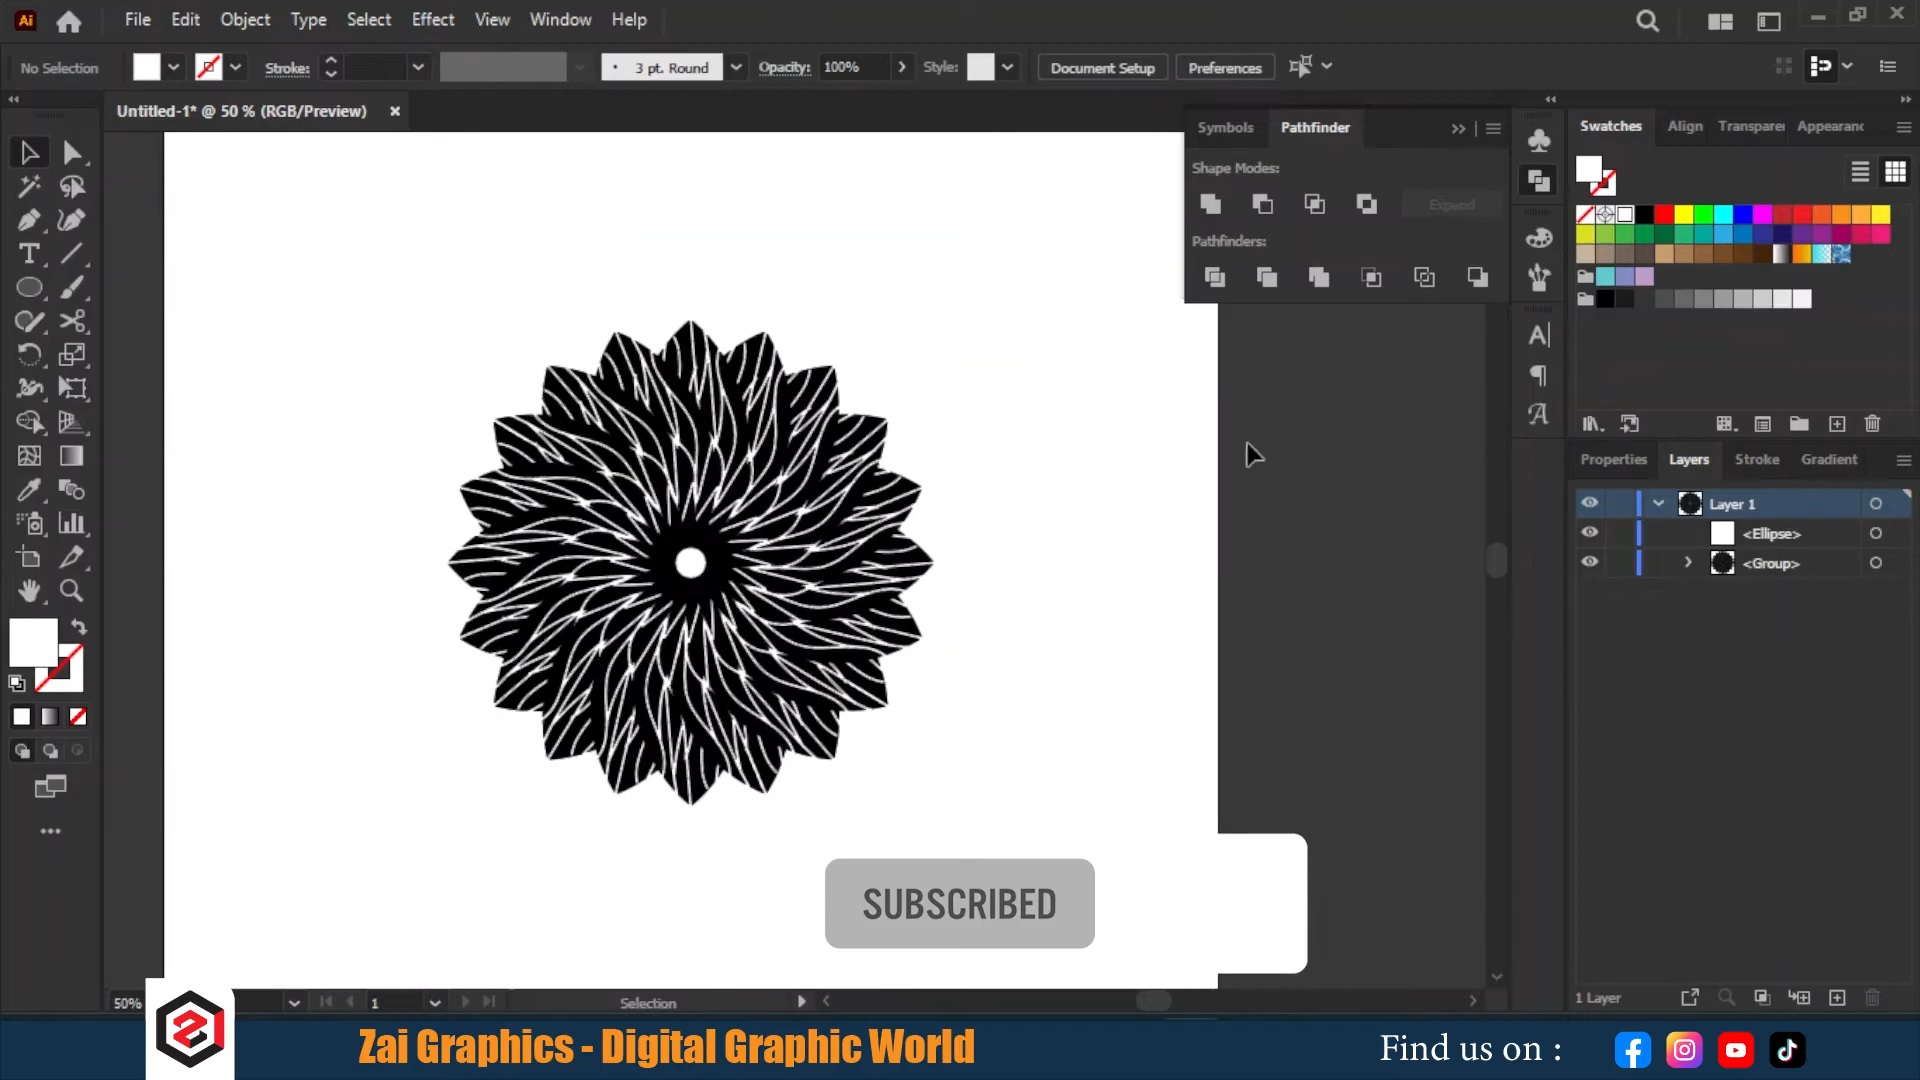 Ai File Edit Object Type Select Effect View Window Help
No Selection Stroke: 3 pt. Round Opacity: 100% Style: Document Setup Preferences
Untitled-1* @ 50 % (RGB/Preview)
Symbols Pathfinder
Shape Modes:
Expand
Pathfinders:
Swatches Align Transparen Appearanc
Properties Layers Stroke Gradient
Layer 1
<Ellipse>
<Group>
SUBSCRIBED
50% 1 Selection
1 Layer
Zai Graphics - Digital Graphic World
Find us on :